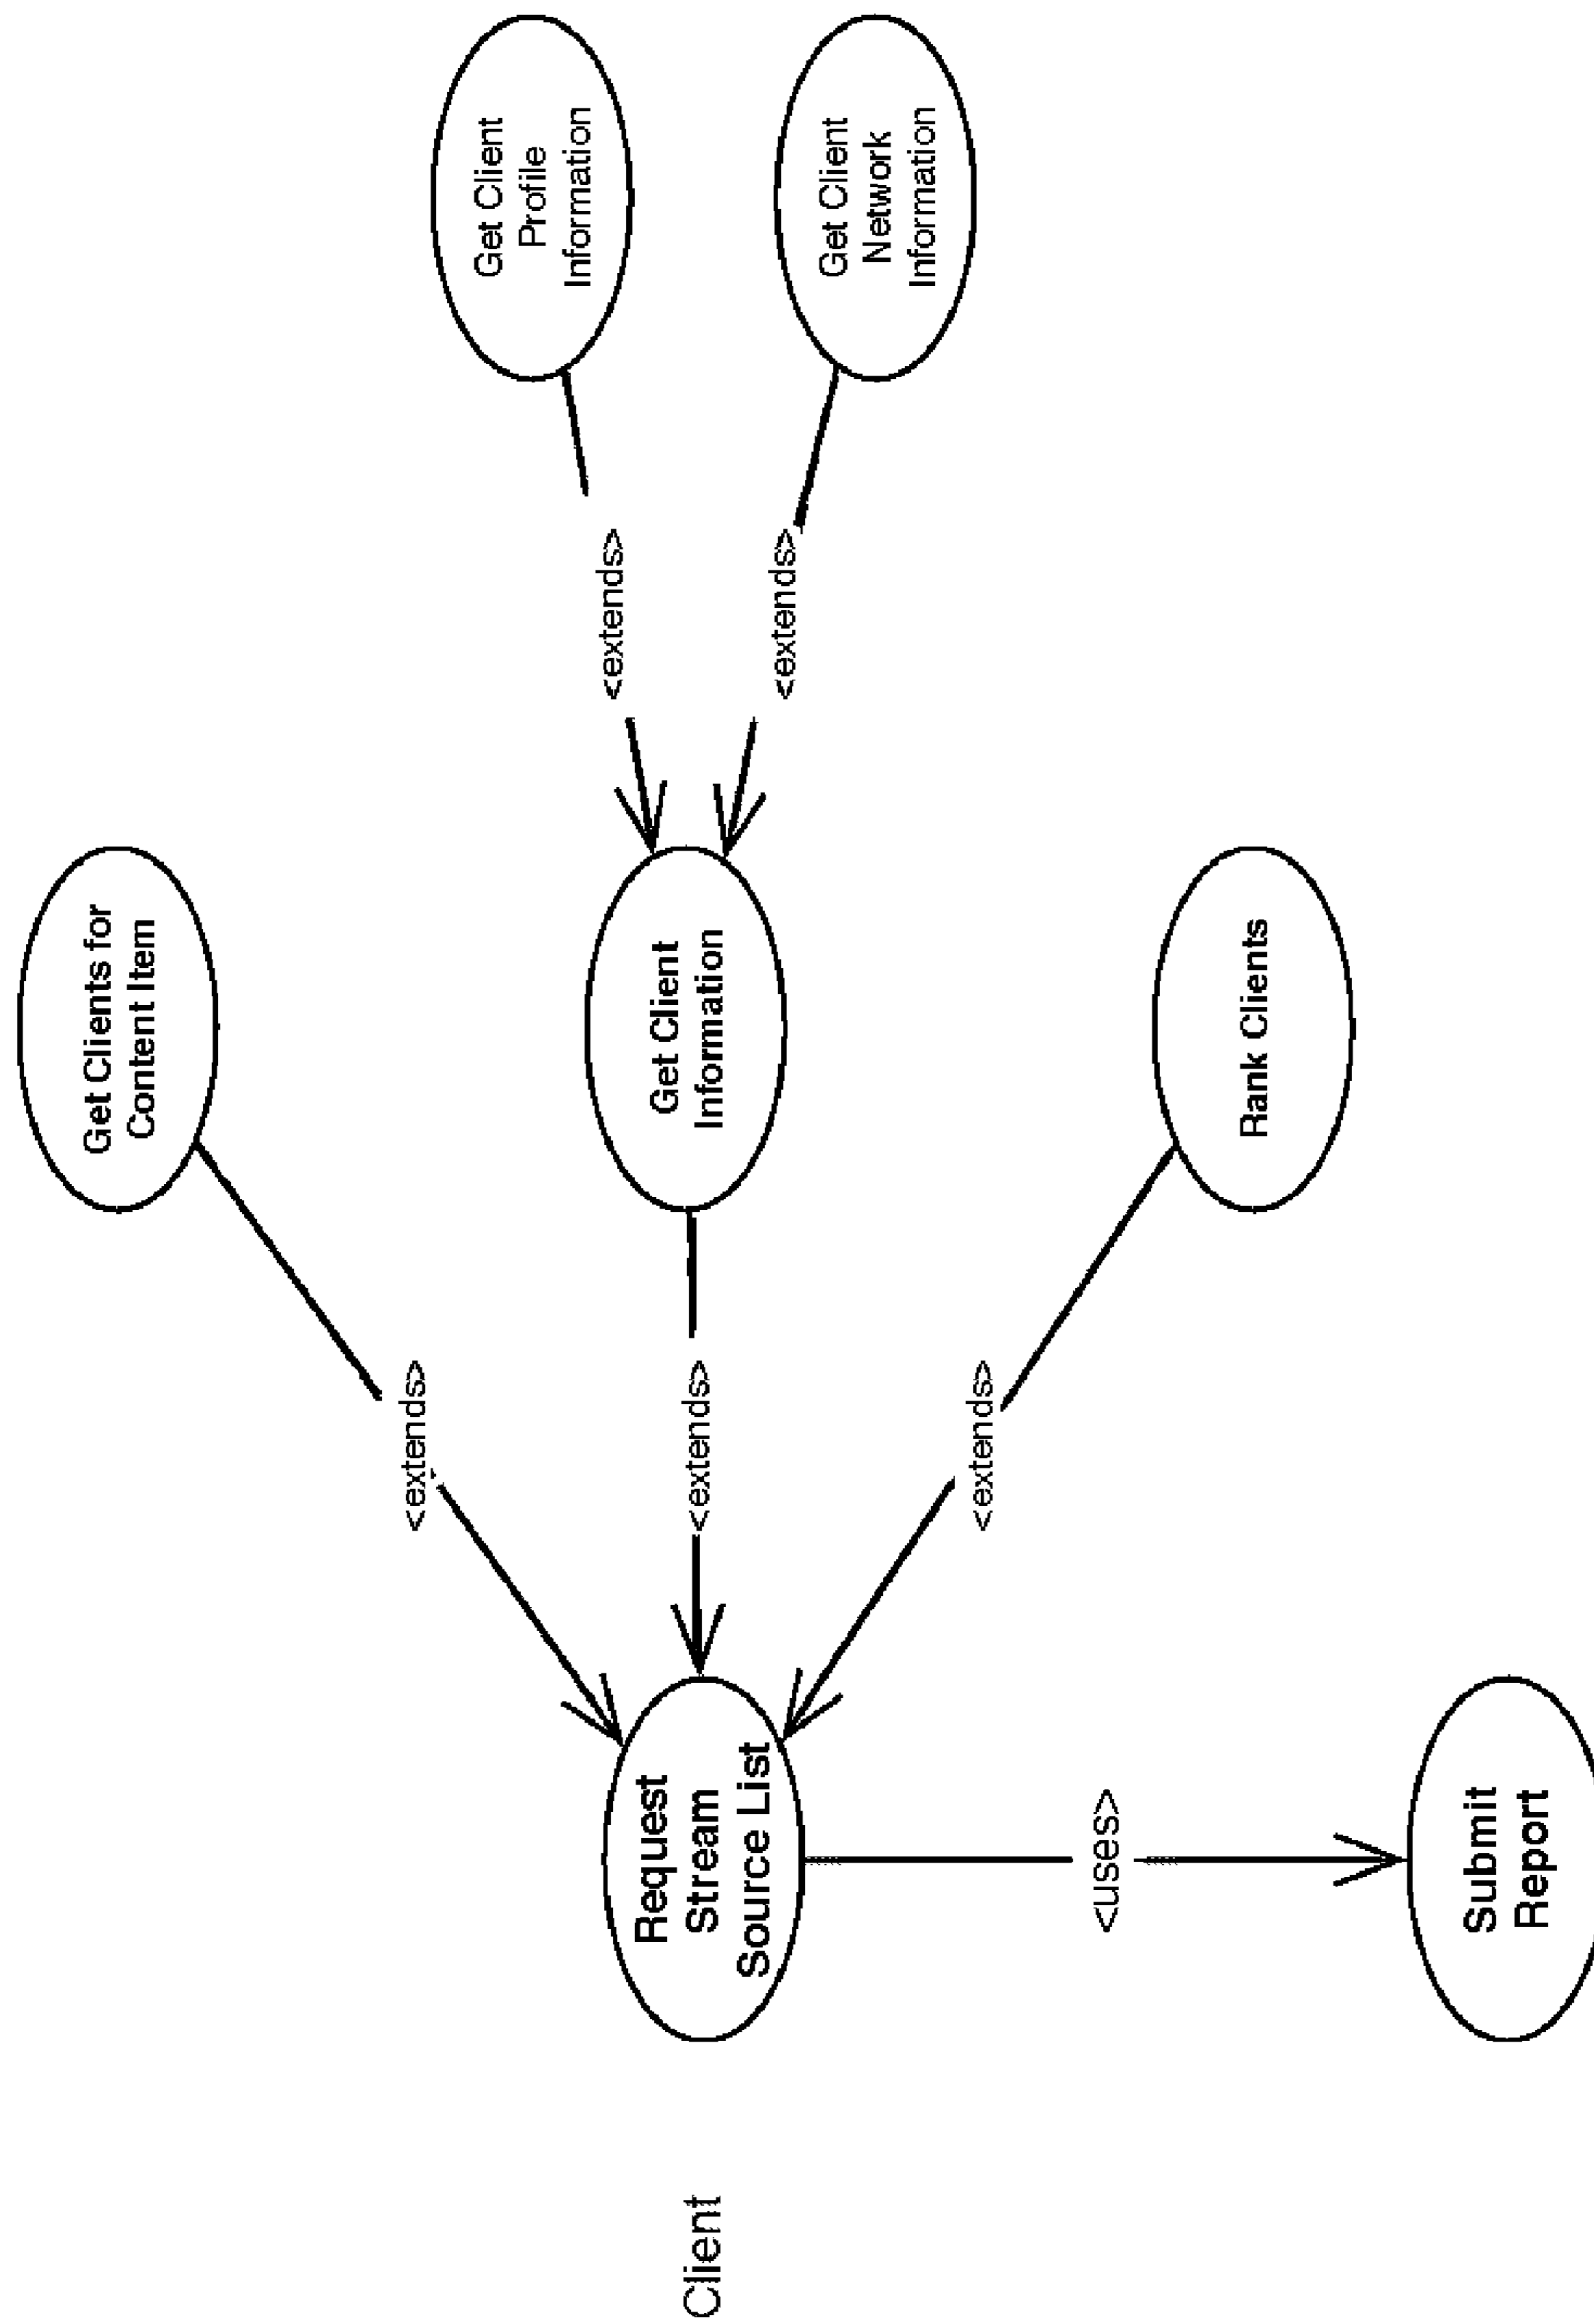 Client
Request
Stream
Source List
<extends>
Get Clients for
Content Item
<extends>
Get Client
Information
<extends>
Get Client
Profile
Information
<extends>
Get Client
Network
Information
<extends>
Rank Clients
<uses>
Submit
Report